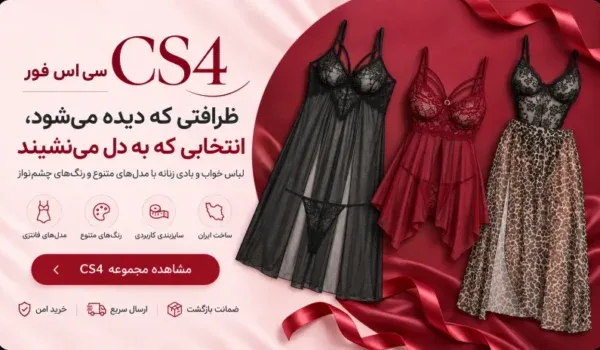 CS4 سی اس فور
ظرافتی که دیده می‌شود،
انتخابی که به دل می‌نشیند
لباس خواب و بادی زنانه با مدل‌های متنوع و رنگ‌های چشم‌نواز
ساخت ایران
سایزبندی کاربردی
رنگ‌های متنوع
مدل‌های فانتزی
مشاهده مجموعه CS4
ضمانت بازگشت
ارسال سریع
خرید امن